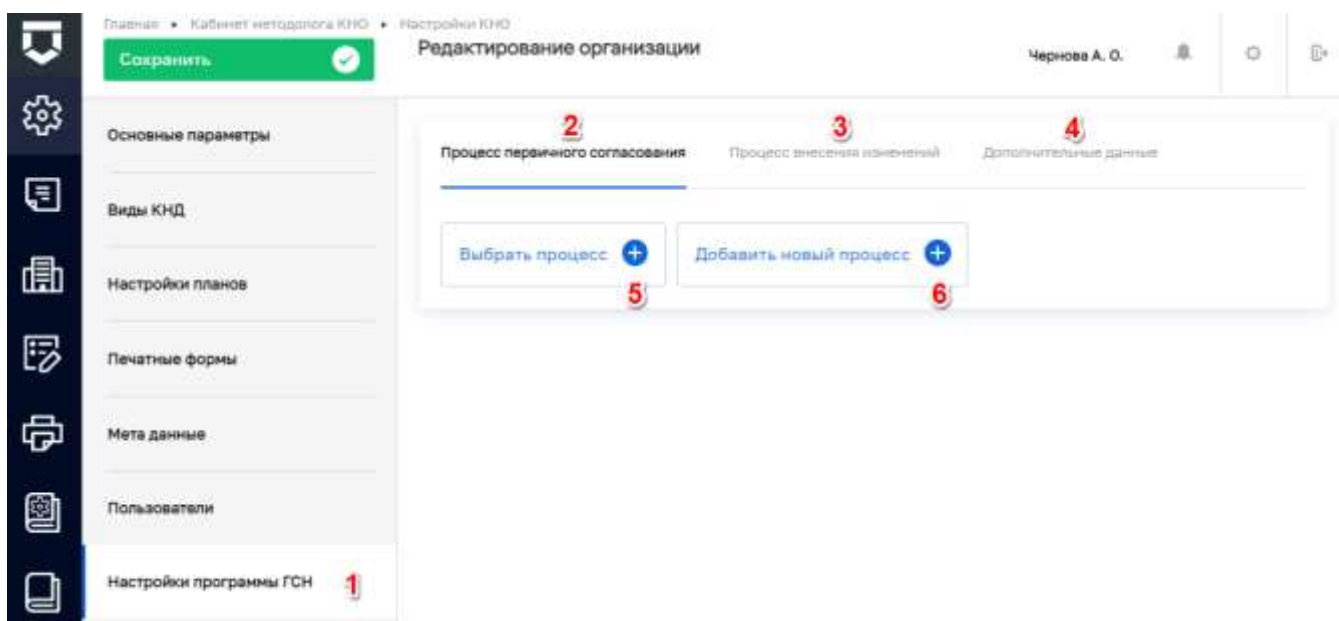 Главная • Кабинет методолога КНО • Настройки КНО
Сохранить
Редактирование организации
Чернова А. О.
Основные параметры
Виды КНД
Настройки планов
Печатные формы
Мета данные
Пользователи
Настройки программы ГСН 1
2 3 4
Процесс первичного согласования Процесс внесения изменений Дополнительные данные
Выбрать процесс Добавить новый процесс
5 6